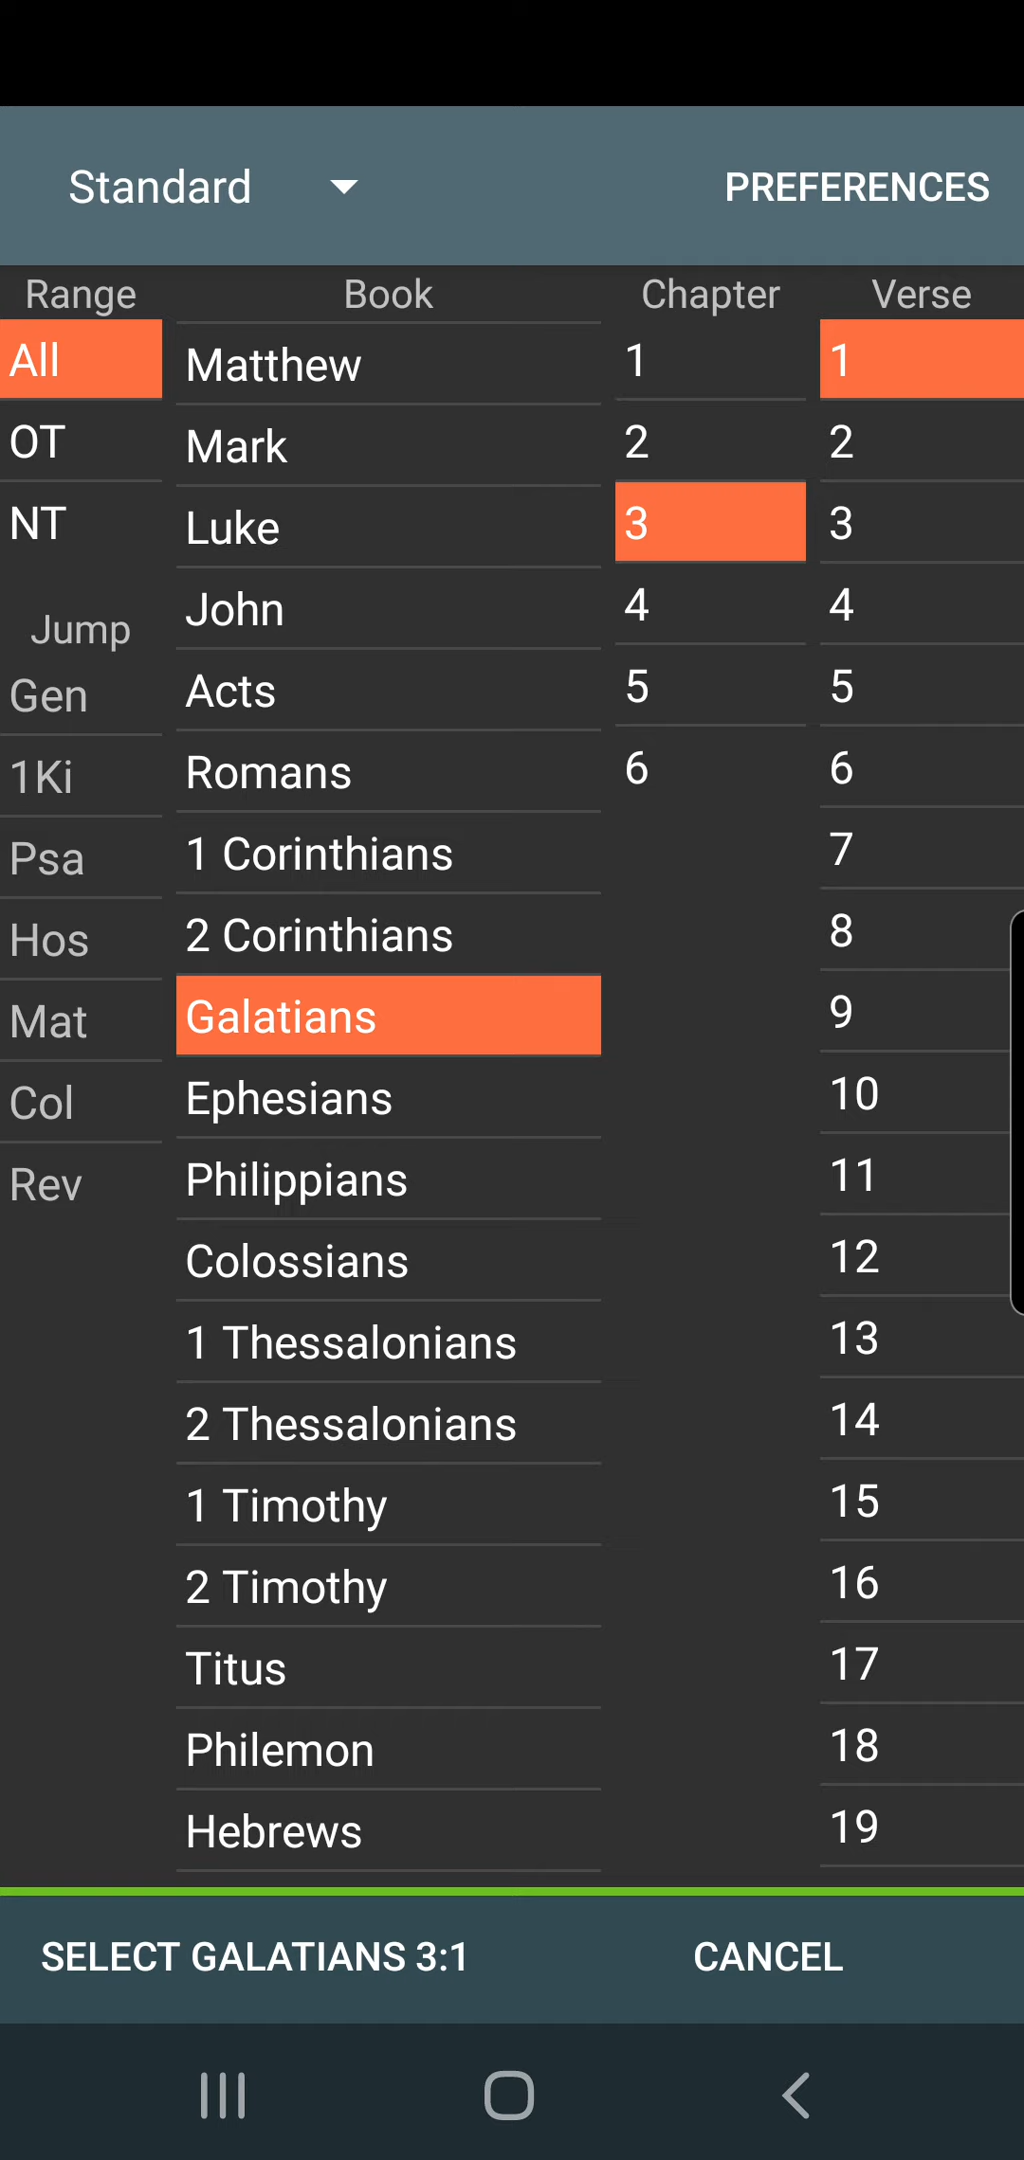 Standard PREFERENCES
Range Book Chapter Verse
All
OT
NT
Jump
Gen
1Ki
Psa
Hos
Mat
Col
Rev
Matthew
Mark
Luke
John
Acts
Romans
1 Corinthians
2 Corinthians
Galatians
Ephesians
Philippians
Colossians
1 Thessalonians
2 Thessalonians
1 Timothy
2 Timothy
Titus
Philemon
Hebrews
1
2
3
4
5
6
1
2
3
4
5
6
7
8
9
10
11
12
13
14
15
16
17
18
19
SELECT GALATIANS 3:1 CANCEL